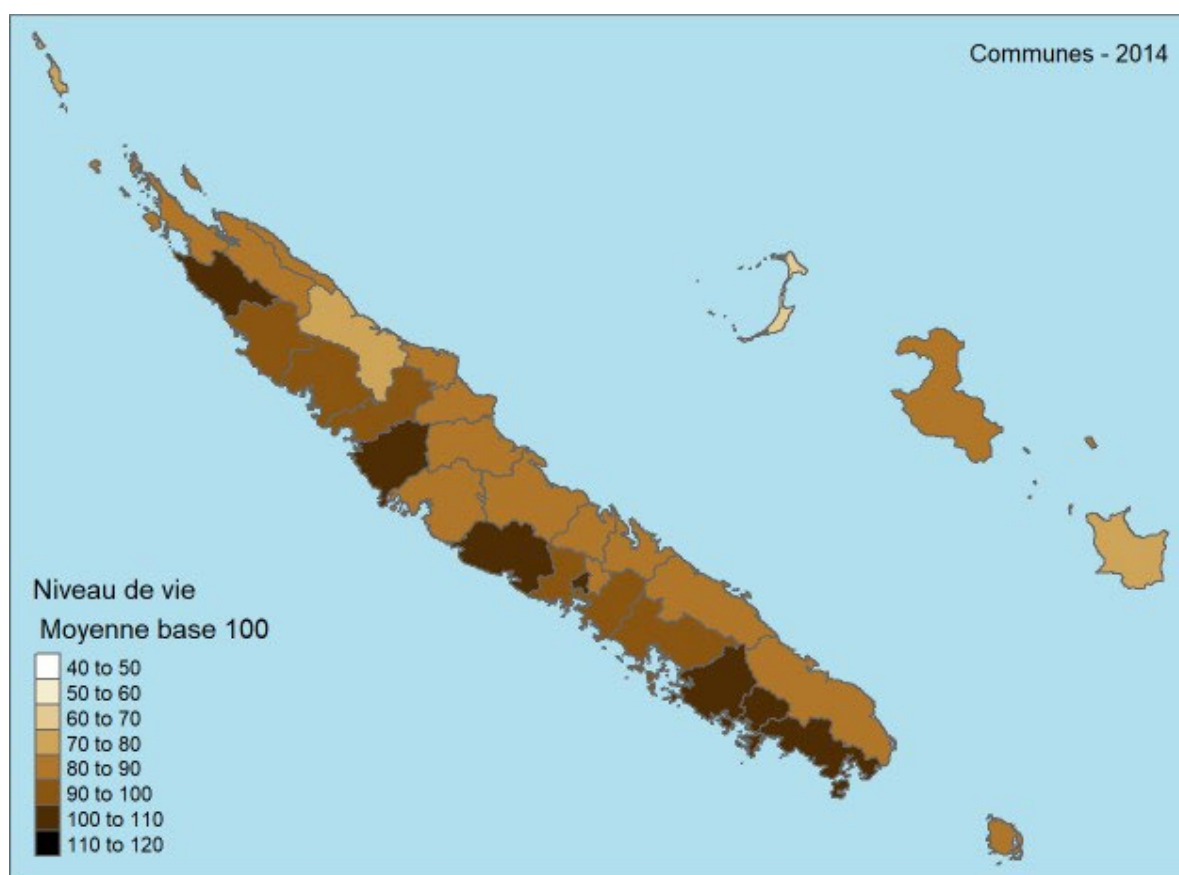 Communes - 2014
Niveau de vie
Moyenne base 100
40 to 50
50 to 60
60 to 70
70 to 80
80 to 90
90 to 100
100 to 110
110 to 120